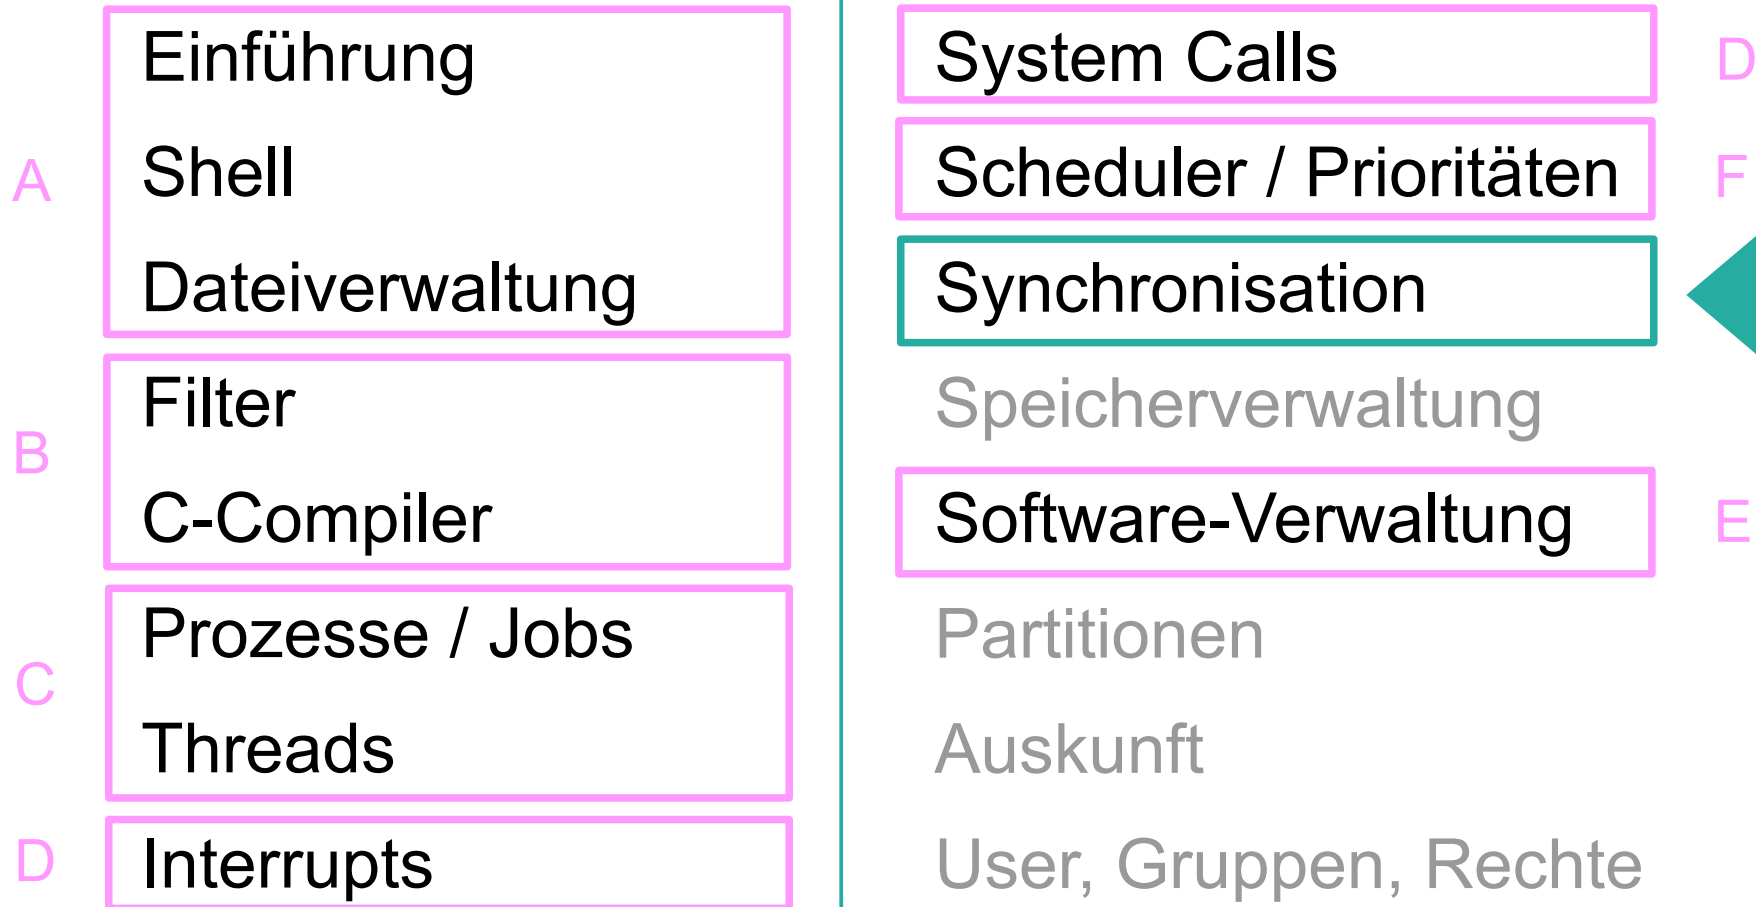 Einführung
A
Shell
Dateiverwaltung
B
Filter
C-Compiler
C
Prozesse / Jobs
Threads
D
Interrupts
System Calls
D
Scheduler / Prioritäten
F
Synchronisation
Speicherverwaltung
Software-Verwaltung
E
Partitionen
Auskunft
User, Gruppen, Rechte